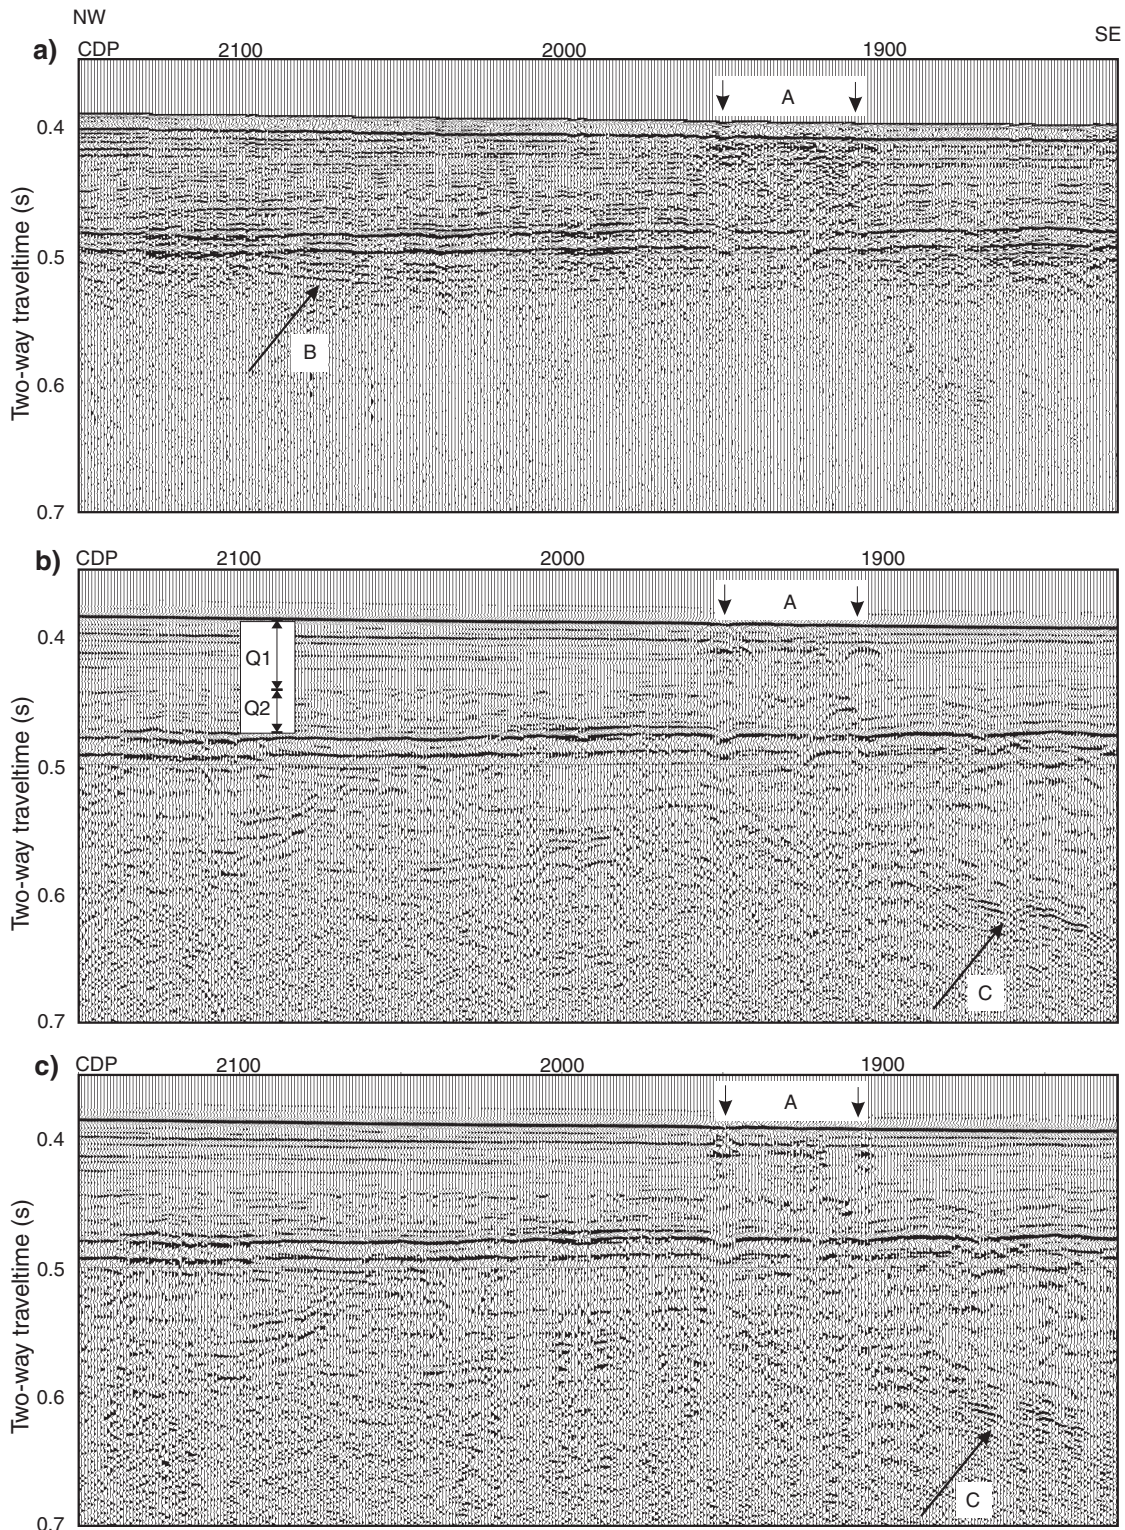 NW
SE
a) CDP 2100 2000 1900
A
0.4
0.5
B
0.6
0.7
Two-way traveltime (s)
b) CDP 2100 2000 1900
A
0.4
Q1
Q2
0.5
0.6
C
0.7
Two-way traveltime (s)
c) CDP 2100 2000 1900
A
0.4
0.5
0.6
C
0.7
Two-way traveltime (s)